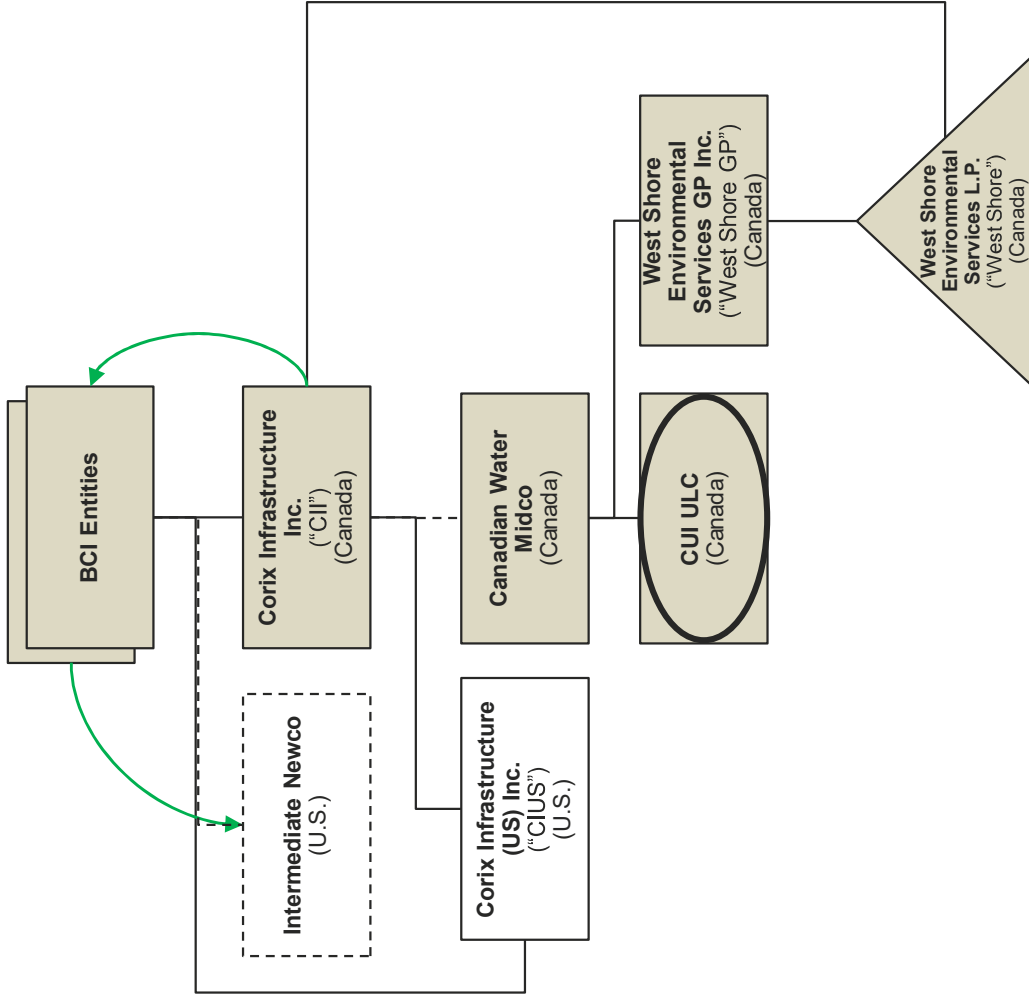 BCI Entities
Intermediate Newco
(U.S.)
Corix Infrastructure
Inc.
(“CII”)
(Canada)
Corix Infrastructure
(US) Inc.
(“CIUS”)
(U.S.)
Canadian Water
Midco
(Canada)
CUI ULC
(Canada)
West Shore
Environmental
Services GP Inc.
(“West Shore GP”)
(Canada)
West Shore
Environmental
Services L.P.
(“West Shore”)
(Canada)